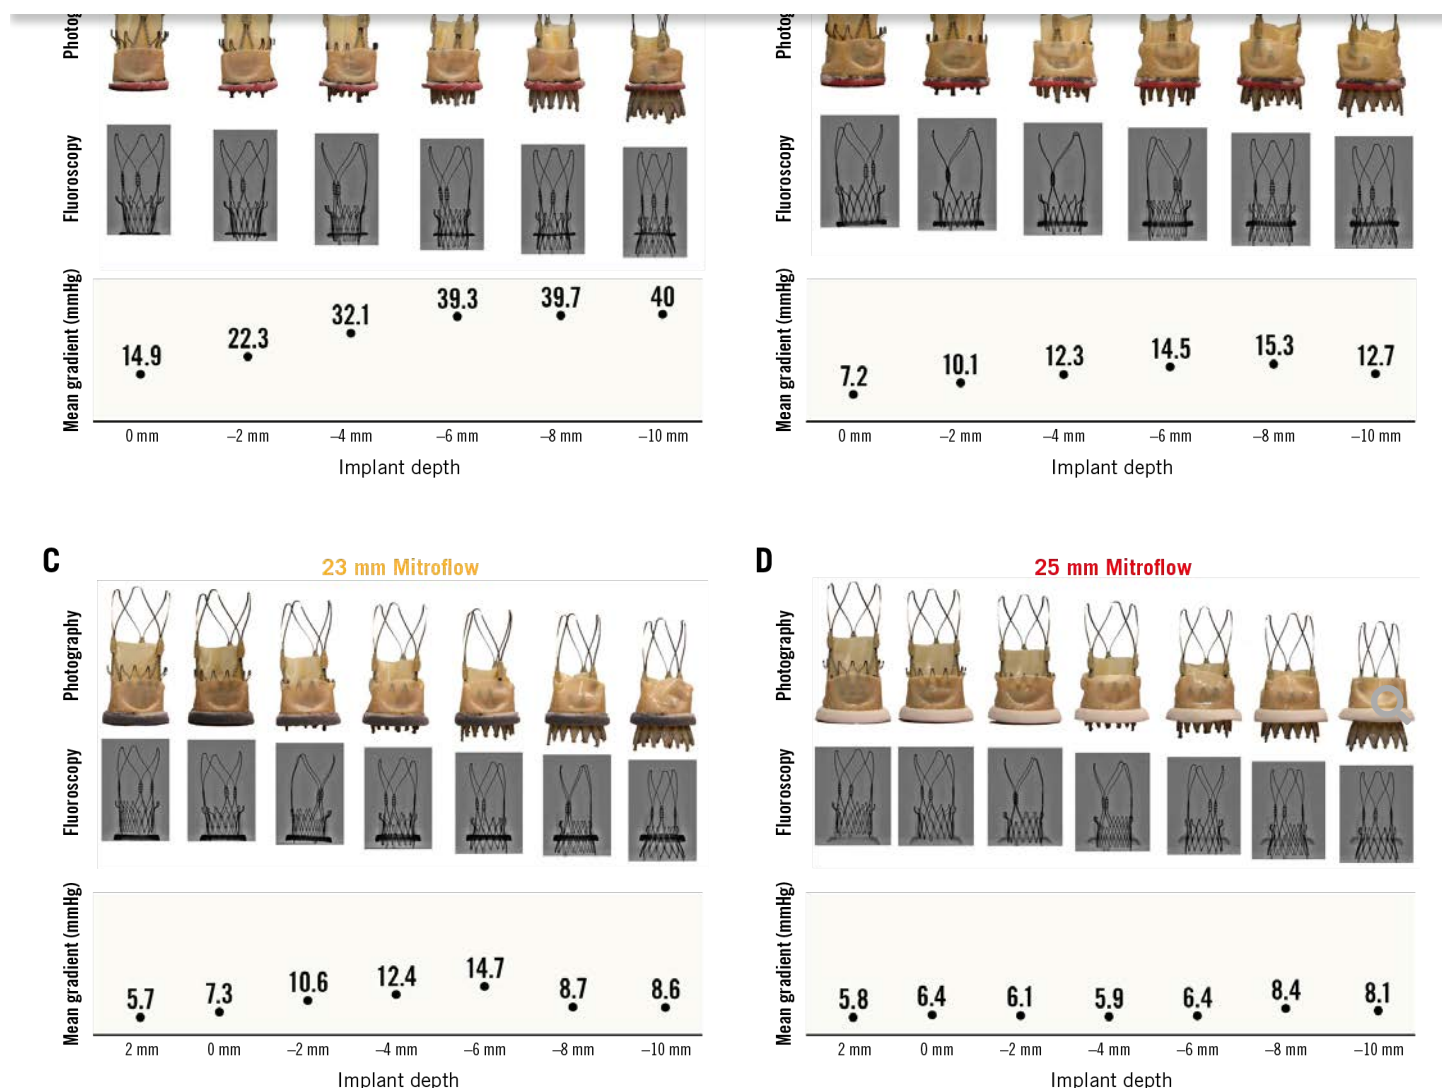 Photog
Photog
Fluoroscopy
Fluoroscopy
Mean gradient (mmHg)
14.9
22.3
32.1
39.3
39.7
40
0 mm
–2 mm
–4 mm
–6 mm
–8 mm
–10 mm
Implant depth
Mean gradient (mmHg)
7.2
10.1
12.3
14.5
15.3
12.7
0 mm
–2 mm
–4 mm
–6 mm
–8 mm
–10 mm
Implant depth
C
23 mm Mitroflow
Photography
Fluoroscopy
Mean gradient (mmHg)
5.7
7.3
10.6
12.4
14.7
8.7
8.6
2 mm
0 mm
–2 mm
–4 mm
–6 mm
–8 mm
–10 mm
Implant depth
D
25 mm Mitroflow
Photography
Fluoroscopy
Mean gradient (mmHg)
5.8
6.4
6.1
5.9
6.4
8.4
8.1
2 mm
0 mm
–2 mm
–4 mm
–6 mm
–8 mm
–10 mm
Implant depth